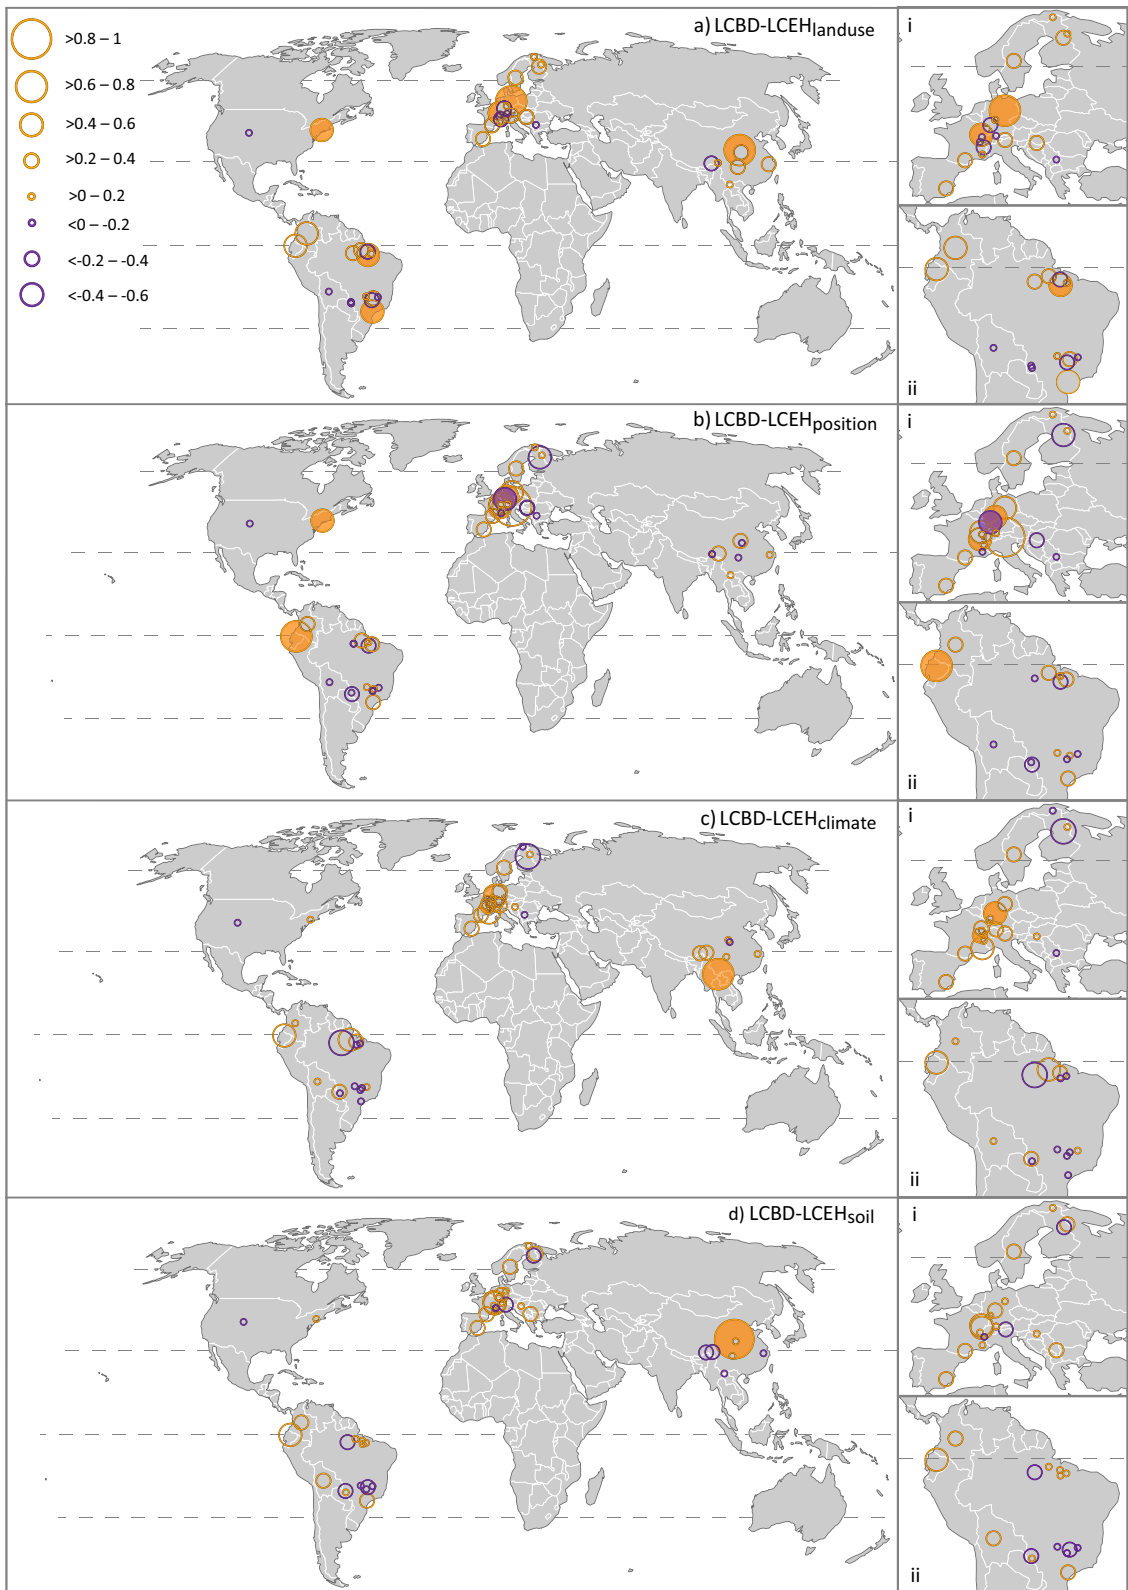 a) LCBD-LCEHlanduse
>0.8 – 1
>0.6 – 0.8
>0.4 – 0.6
>0.2 – 0.4
>0 – 0.2
<0 – -0.2
<-0.2 – -0.4
<-0.4 – -0.6
i
ii
b) LCBD-LCEHposition
i
ii
c) LCBD-LCEHclimate
i
ii
d) LCBD-LCEHsoil
i
ii